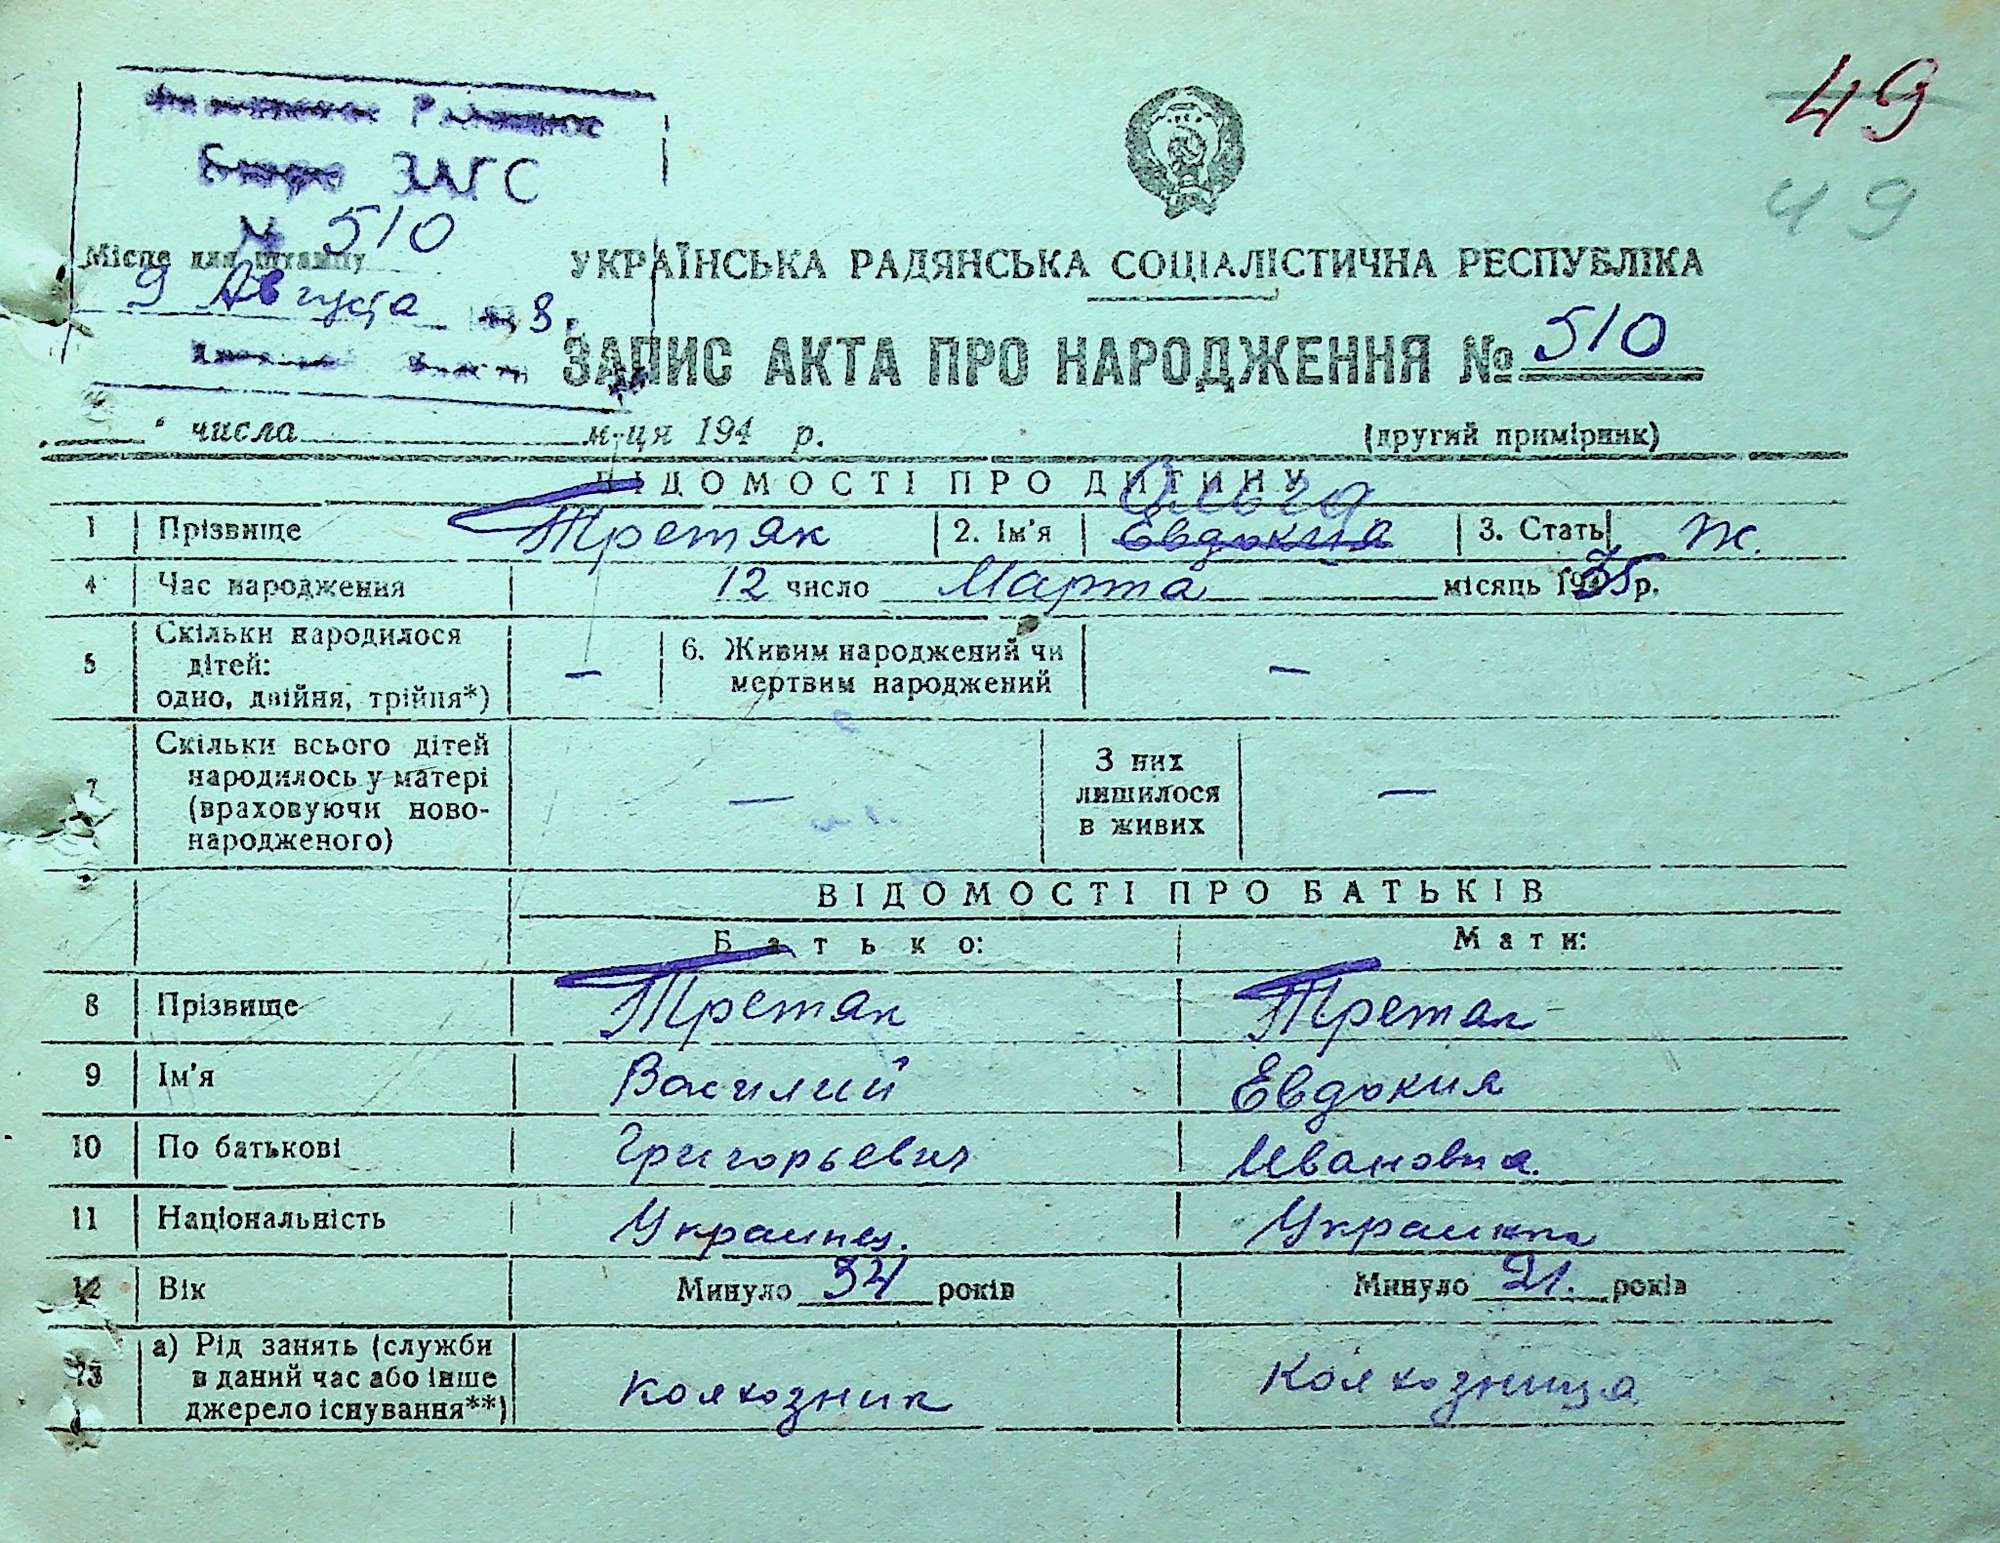 49
49
ЗАГС
№ 510
Місце для штампу
9 Августа 8 г.
УКРАЇНСЬКА РАДЯНСЬКА СОЦІАЛІСТИЧНА РЕСПУБЛІКА
ЗАПИС АКТА ПРО НАРОДЖЕННЯ № 510
числа м-ця 194 р.
(другий примірник)
ВІДОМОСТІ ПРО ДИТИНУ
Ольга
1 Прізвище Третяк 2. Ім'я Евдокия 3. Стать Ж.
4 Час народження 12 число Марта місяць 1935 р.
5 Скільки народилося
дітей:
одно, двійня, трійня*) — 6. Живим народжений чи
мертвим народжений —
7 Скільки всього дітей
народилось у матері
(враховуючи ново-
народженого) — З них
лишилося
в живих —
ВІДОМОСТІ ПРО БАТЬКІВ
Батько: Мати:
8 Прізвище Третяк Третяк
9 Ім'я Василий Евдокия
10 По батькові Григорьевич Ивановна.
11 Національність Украинец. Украинка
12 Вік Минуло 34 років Минуло 21. років
13 а) Рід занять (служби
в даний час або інше
джерело існування**) колхозник колхозница